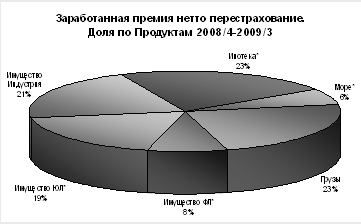 Заработанная премия нетто перестрахование.
Доля по Продуктам 2008/4-2009/3
Ипотека*
23%
Море*
6%
Грузы
23%
Имущество ФЛ*
8%
Имущество ЮЛ*
19%
Имущество
Индустрия
21%